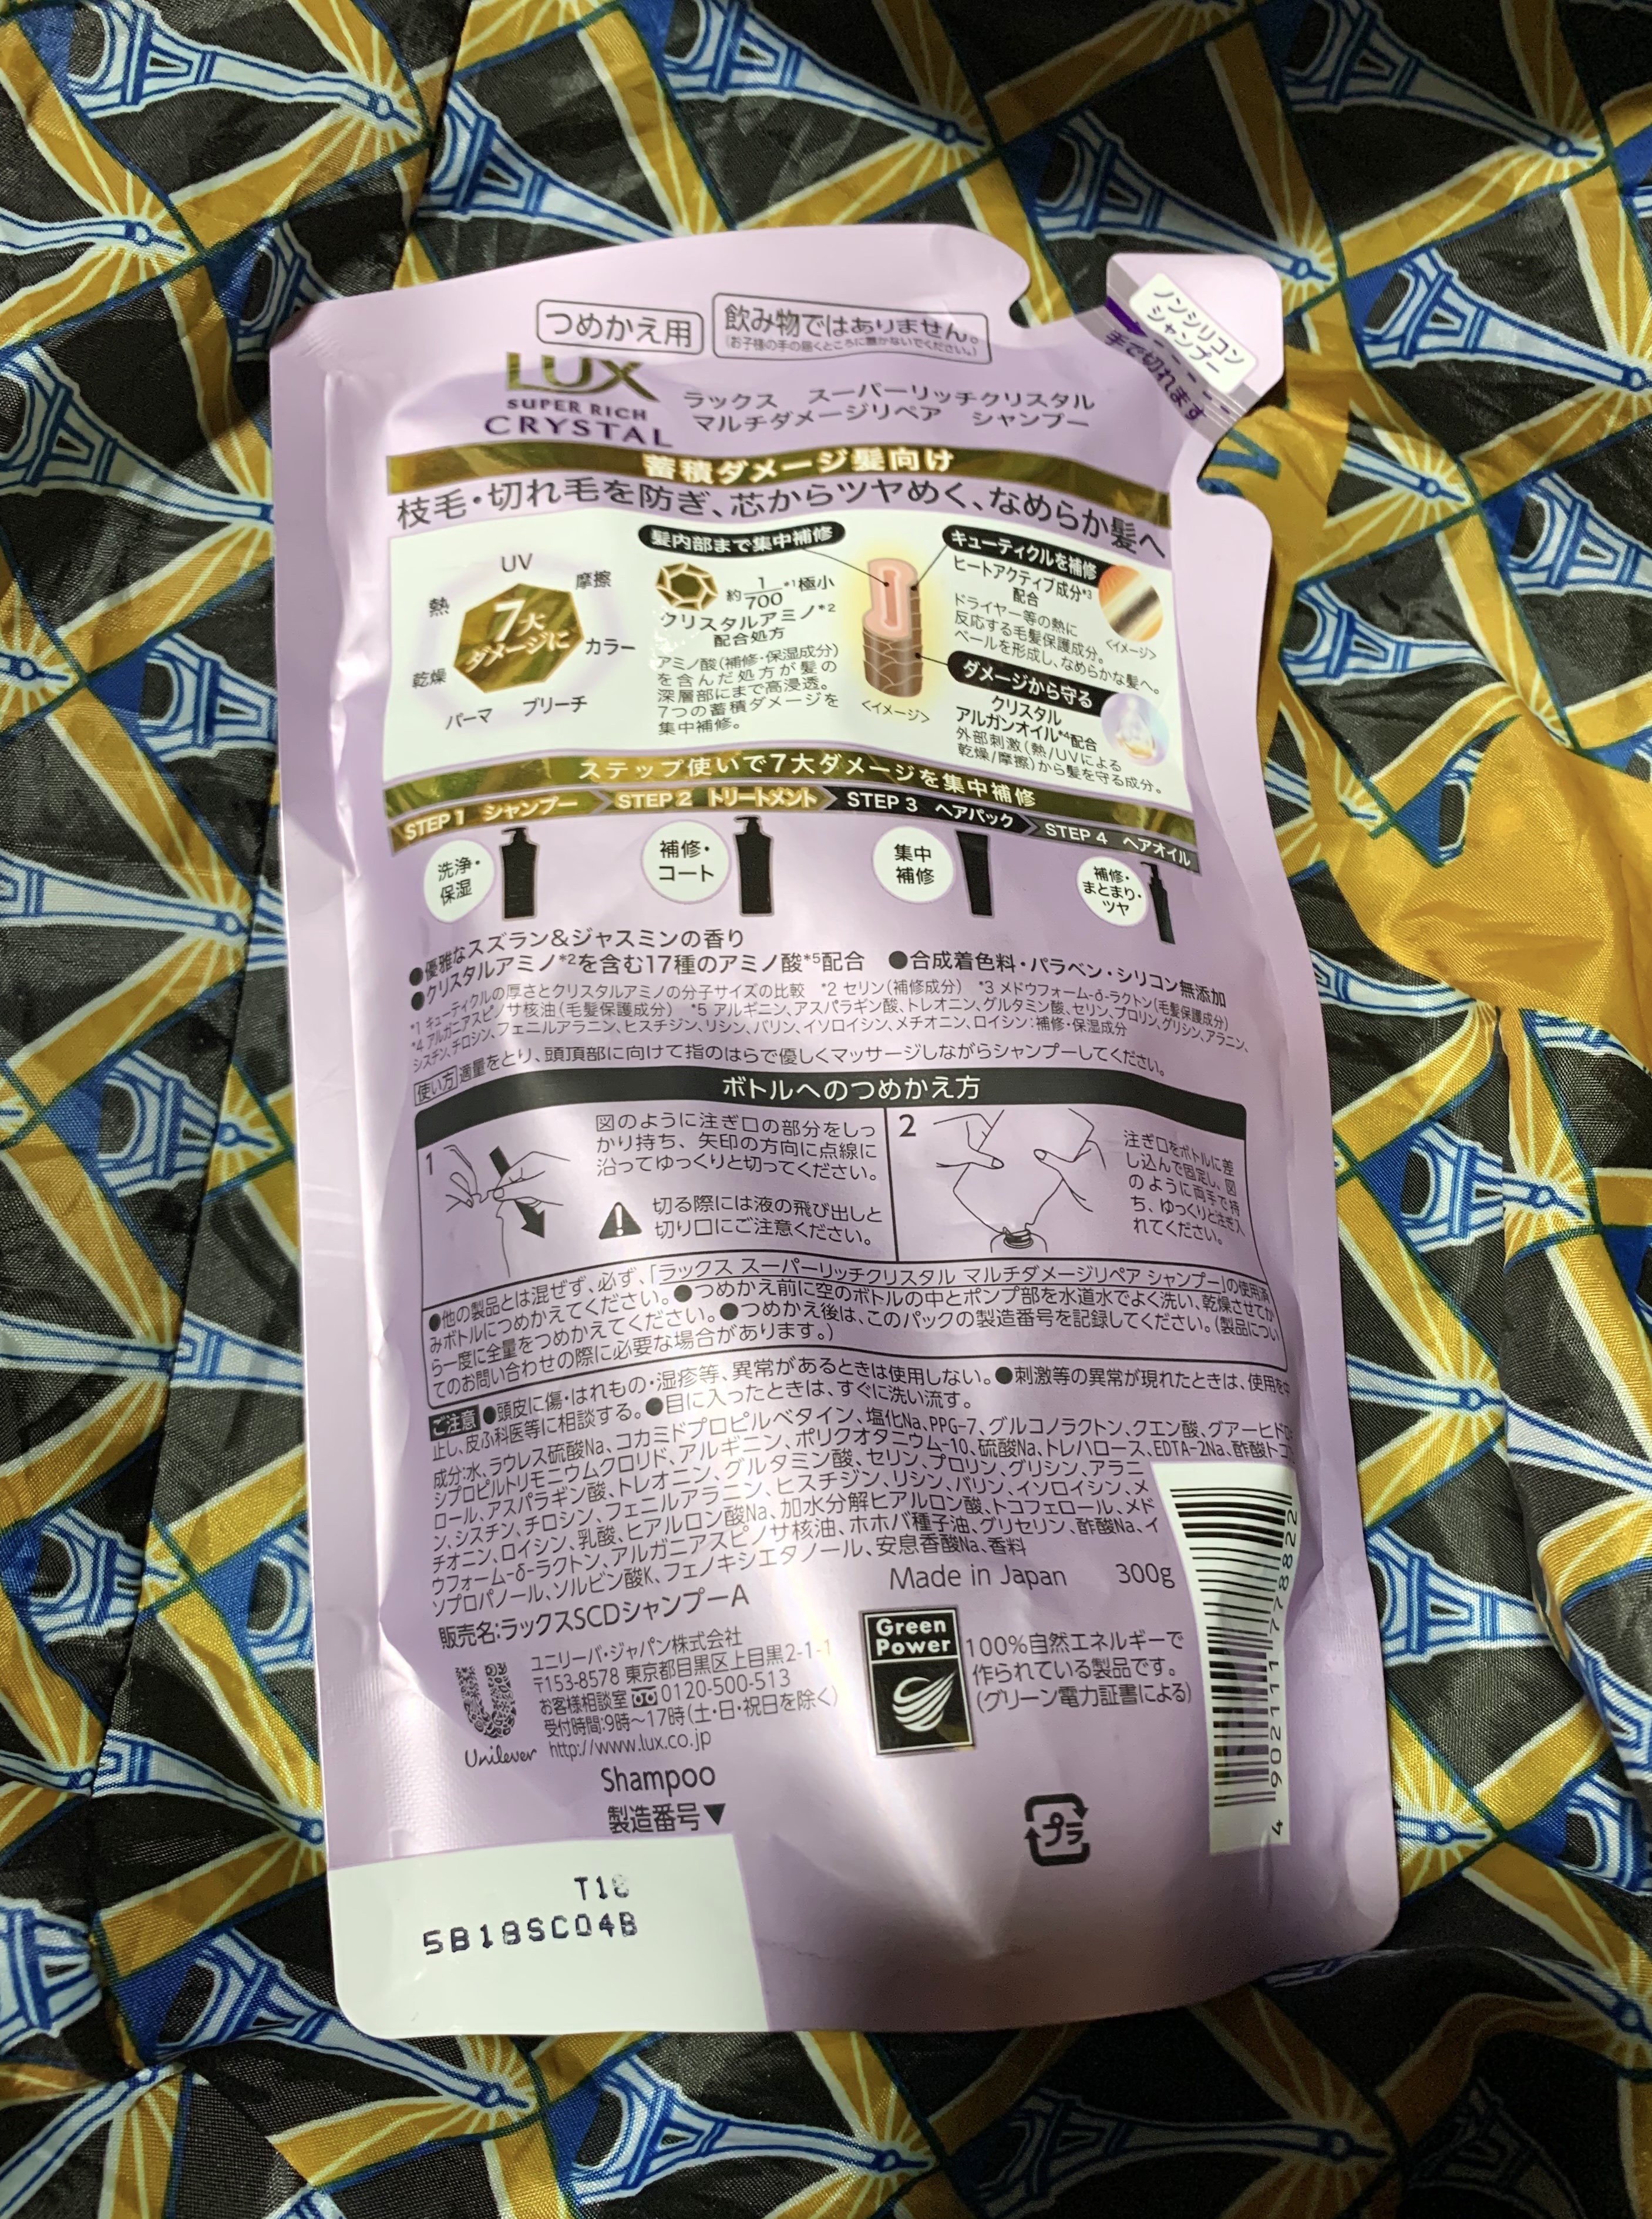 つめかえ用
飲み物ではありません。
(お子様の手の届くところに置かないでください。)
ノンシリコン
シャンプー
手で切れます
LUX
SUPER RICH
CRYSTAL
ラックス スーパーリッチクリスタル
マルチダメージリペア シャンプー
蓄積ダメージ髪向け
枝毛・切れ毛を防ぎ、芯からツヤめく、なめらか髪へ
UV
摩擦
熱
7大
ダメージに
カラー
乾燥
パーマ
ブリーチ
髪内部まで集中補修
約1/700*1極小
クリスタルアミノ*2
配合処方
アミノ酸(補修・保湿成分)
を含んだ処方が髪の
深層部にまで高浸透。
7つの蓄積ダメージを
集中補修。
<イメージ>
キューティクルを補修
ヒートアクティブ成分*3
配合
ドライヤー等の熱に
反応する毛髪保護成分。
ベールを形成し、なめらかな髪へ。
<イメージ>
ダメージから守る
クリスタル
アルガンオイル*4配合
外部刺激(熱/UVによる
乾燥/摩擦)から髪を守る成分。
ステップ使いで7大ダメージを集中補修
STEP 1 シャンプー
STEP 2 トリートメント
STEP 3 ヘアパック
STEP 4 ヘアオイル
洗浄・
保湿
補修・
コート
集中
補修
補修・
まとまり・
ツヤ
●優雅なスズラン&ジャスミンの香り
●クリスタルアミノ*2を含む17種のアミノ酸*5配合 ●合成着色料・パラベン・シリコン無添加
*1 キューティクルの厚さとクリスタルアミノの分子サイズの比較 *2 セリン(補修成分) *3 メドウフォーム-δ-ラクトン(毛髪保護成分)
*4 アルガニアスピノサ核油(毛髪保護成分) *5 アルギニン、アスパラギン酸、トレオニン、グルタミン酸、セリン、プロリン、グリシン、アラニン、
シスチン、チロシン、フェニルアラニン、ヒスチジン、リシン、バリン、イソロイシン、メチオニン、ロイシン:補修・保湿成分
使い方 適量をとり、頭頂部に向けて指のはらで優しくマッサージしながらシャンプーしてください。
ボトルへのつめかえ方
1
図のように注ぎ口の部分をしっ
かり持ち、矢印の方向に点線に
沿ってゆっくりと切ってください。
切る際には液の飛び出しと
切り口にご注意ください。
2
注ぎ口をボトルに差
し込んで固定し、図
のように両手で持
ち、ゆっくりと注ぎ入
れてください。
●他の製品とは混ぜず、必ず、「ラックス スーパーリッチクリスタル マルチダメージリペア シャンプー」の使用済
みボトルにつめかえてください。●つめかえ前に空のボトルの中とポンプ部を水道水でよく洗い、乾燥させてか
ら一度に全量をつめかえてください。●つめかえ後は、このパックの製造番号を記録してください。(製品につい
てのお問い合わせの際に必要な場合があります。)
ご注意 ●頭皮に傷・はれもの・湿疹等、異常があるときは使用しない。●刺激等の異常が現れたときは、使用を中
止し、皮ふ科医等に相談する。●目に入ったときは、すぐに洗い流す。
成分:水、ラウレス硫酸Na、コカミドプロピルベタイン、塩化Na、PPG-7、グルコノラクトン、クエン酸、グアーヒドロキ
シプロピルトリモニウムクロリド、アルギニン、ポリクオタニウム-10、硫酸Na、トレハロース、EDTA-2Na、酢酸トコフェ
ロール、アスパラギン酸、トレオニン、グルタミン酸、セリン、プロリン、グリシン、アラニ
ン、シスチン、チロシン、フェニルアラニン、ヒスチジン、リシン、バリン、イソロイシン、メ
チオニン、ロイシン、乳酸、ヒアルロン酸Na、加水分解ヒアルロン酸、トコフェロール、メド
ウフォーム-δ-ラクトン、アルガニアスピノサ核油、ホホバ種子油、グリセリン、酢酸Na、イ
ソプロパノール、ソルビン酸K、フェノキシエタノール、安息香酸Na、香料
販売名:ラックスSCDシャンプーA
Made in Japan 300g
ユニリーバ・ジャパン株式会社
〒153-8578 東京都目黒区上目黒2-1-1
お客様相談室 0120-500-513
受付時間:9時〜17時(土・日・祝日を除く)
http://www.lux.co.jp
Unilever
Green
Power
100%自然エネルギーで
作られている製品です。
(グリーン電力証書による)
4 902111 778822
Shampoo
製造番号▼
プラ
5B18SC04B